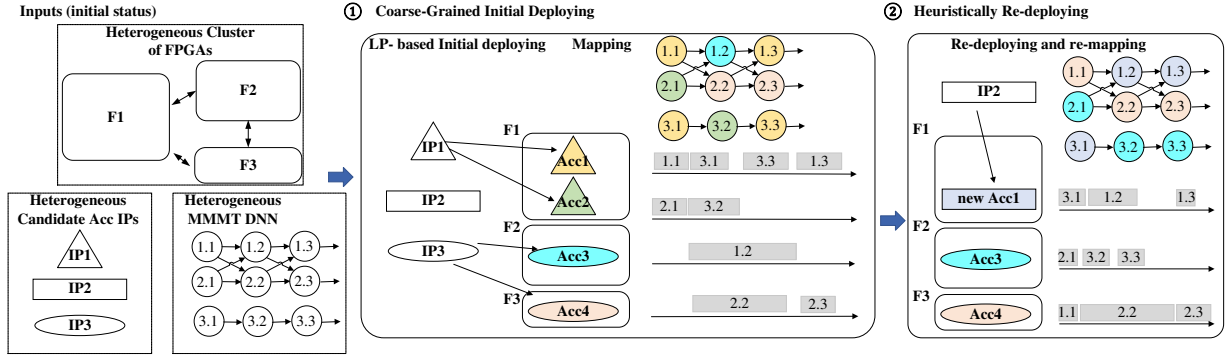 Inputs (initial status)
Heterogeneous Cluster
of FPGAs
F1
F2
F3
Heterogeneous
Candidate Acc IPs
IP1
IP2
IP3
Heterogeneous
MMMT DNN
1.1 1.2 1.3
2.1 2.2 2.3
3.1 3.2 3.3
① Coarse-Grained Initial Deploying
LP- based Initial deploying Mapping
1.1 1.2 1.3
2.1 2.2 2.3
3.1 3.2 3.3
IP1
IP2
IP3
F1
Acc1
Acc2
F2
Acc3
F3
Acc4
1.1 3.1 3.3 1.3
2.1 3.2
1.2
2.2 2.3
② Heuristically Re-deploying
Re-deploying and re-mapping
IP2
1.1 1.2 1.3
2.1 2.2 2.3
3.1 3.2 3.3
F1
new Acc1
F2
Acc3
F3
Acc4
3.1 1.2 1.3
2.1 3.2 3.3
1.1 2.2 2.3